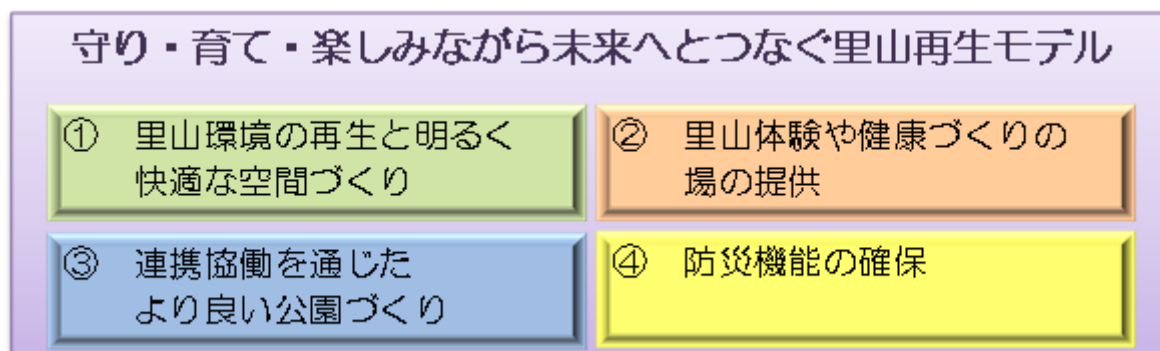 守り・育て・楽しみながら未来へとつなぐ里山再生モデル
① 里山環境の再生と明るく
快適な空間づくり
② 里山体験や健康づくりの
場の提供
③ 連携協働を通じた
より良い公園づくり
④ 防災機能の確保